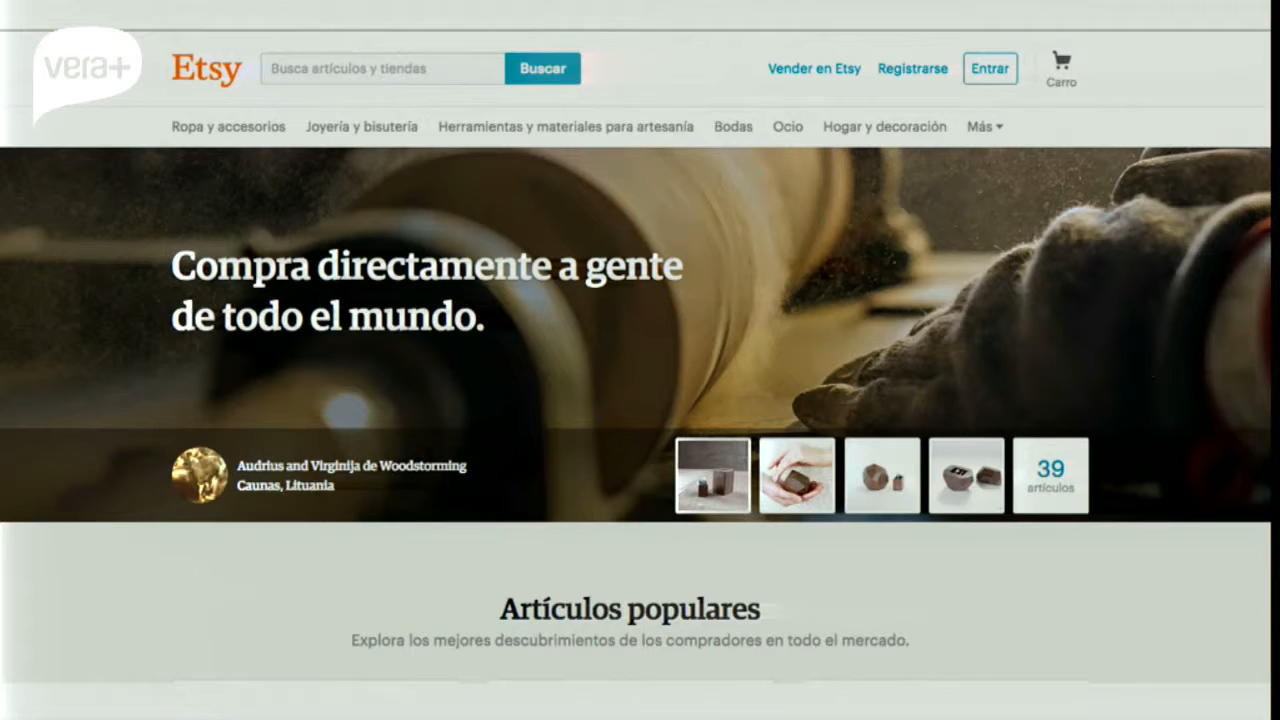 vera+
Etsy
Busca artículos y tiendas
Buscar
Vender en Etsy
Registrarse
Entrar
Carro
Ropa y accesorios
Joyería y bisutería
Herramientas y materiales para artesanía
Bodas
Ocio
Hogar y decoración
Más
Compra directamente a gente
de todo el mundo.
Audrius and Virginija de Woodstorming
Caunas, Lituania
39
artículos
Artículos populares
Explora los mejores descubrimientos de los compradores en todo el mercado.